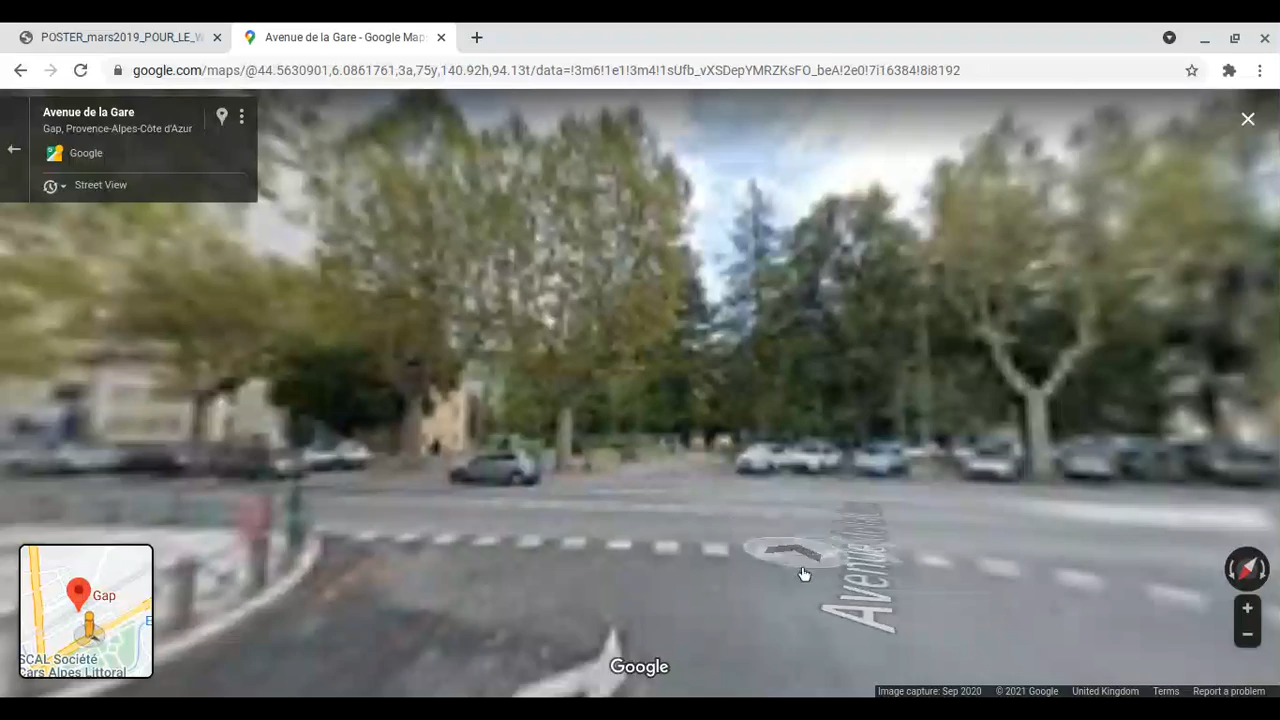 POSTER_mars2019_POUR_LE_W
Avenue de la Gare - Google Map
google.com/maps/@44.5630901,6.0861761,3a,75y,140.92h,94.13t/data=!3m6!1e1!3m4!1sUfb_vXSDepYMRZKsFO_beA!2e0!7i16384!8i8192
Avenue de la Gare
Gap, Provence-Alpes-Côte d'Azur
Google
Street View
Avenue
Gap
E
SCAL Société
Cars Alpes Littoral
Google
Image capture: Sep 2020 © 2021 Google United Kingdom Terms Report a problem